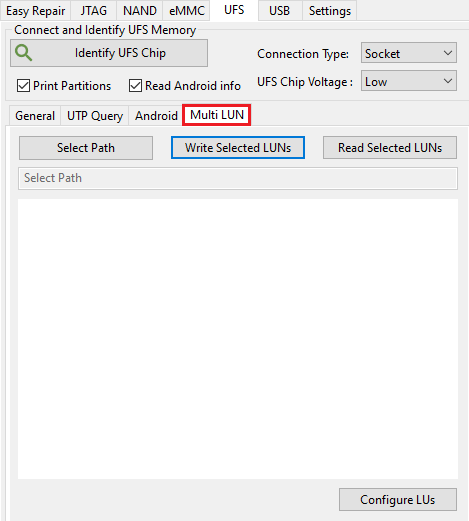 Easy Repair JTAG NAND eMMC UFS USB Settings
Connect and Identify UFS Memory
Identify UFS Chip Connection Type: Socket
Print Partitions Read Android info UFS Chip Voltage : Low
General UTP Query Android Multi LUN
Select Path Write Selected LUNs Read Selected LUNs
Select Path
Configure LUs